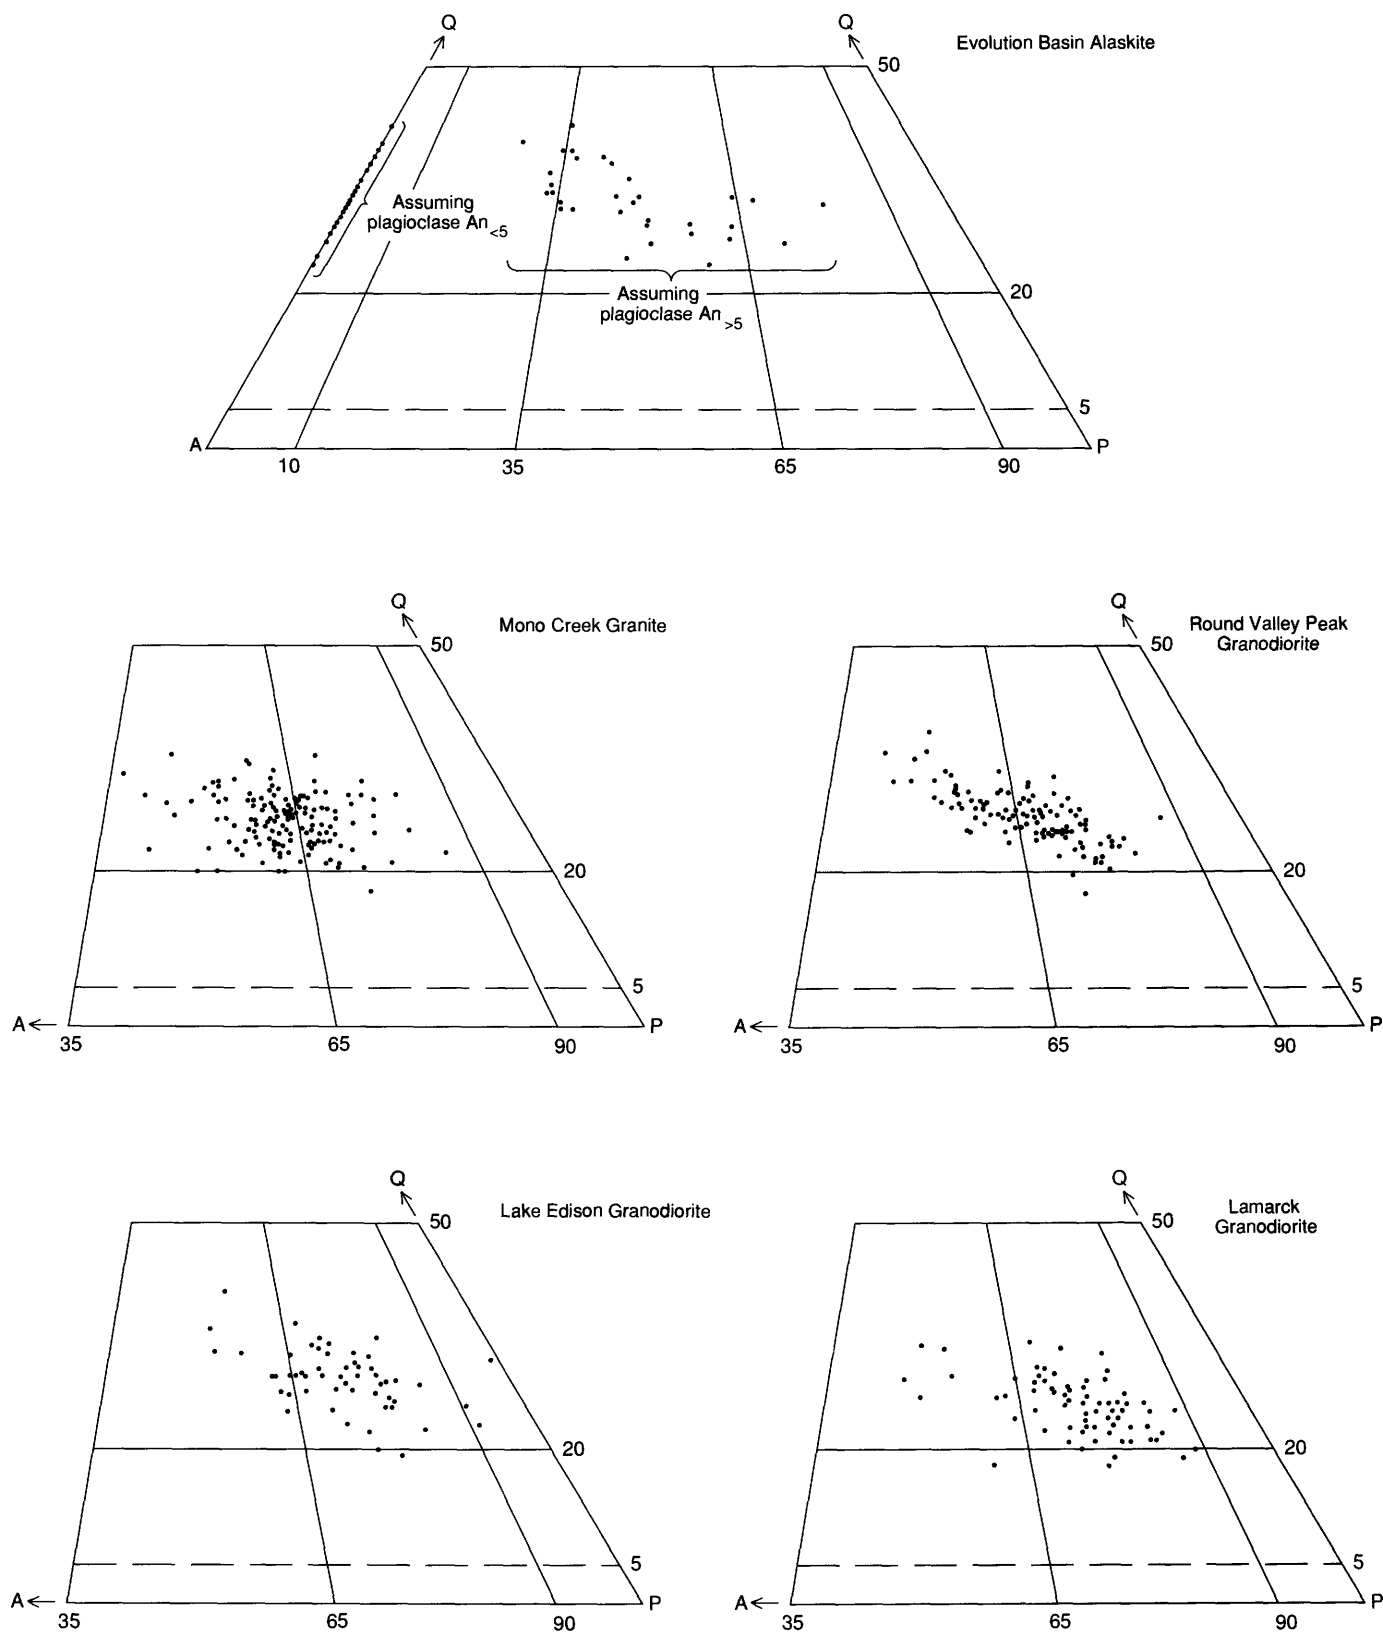 Q
Q
Evolution Basin Alaskite
50
Assuming
plagioclase An<5
20
Assuming
plagioclase An>5
5
A
P
10
35
65
90
Q
Mono Creek Granite
50
20
5
A
P
35
65
90
Q
Round Valley Peak
Granodiorite
50
20
5
A
P
35
65
90
Q
Lake Edison Granodiorite
50
20
5
A
P
35
65
90
Q
Lamarck
Granodiorite
50
20
5
A
P
35
65
90